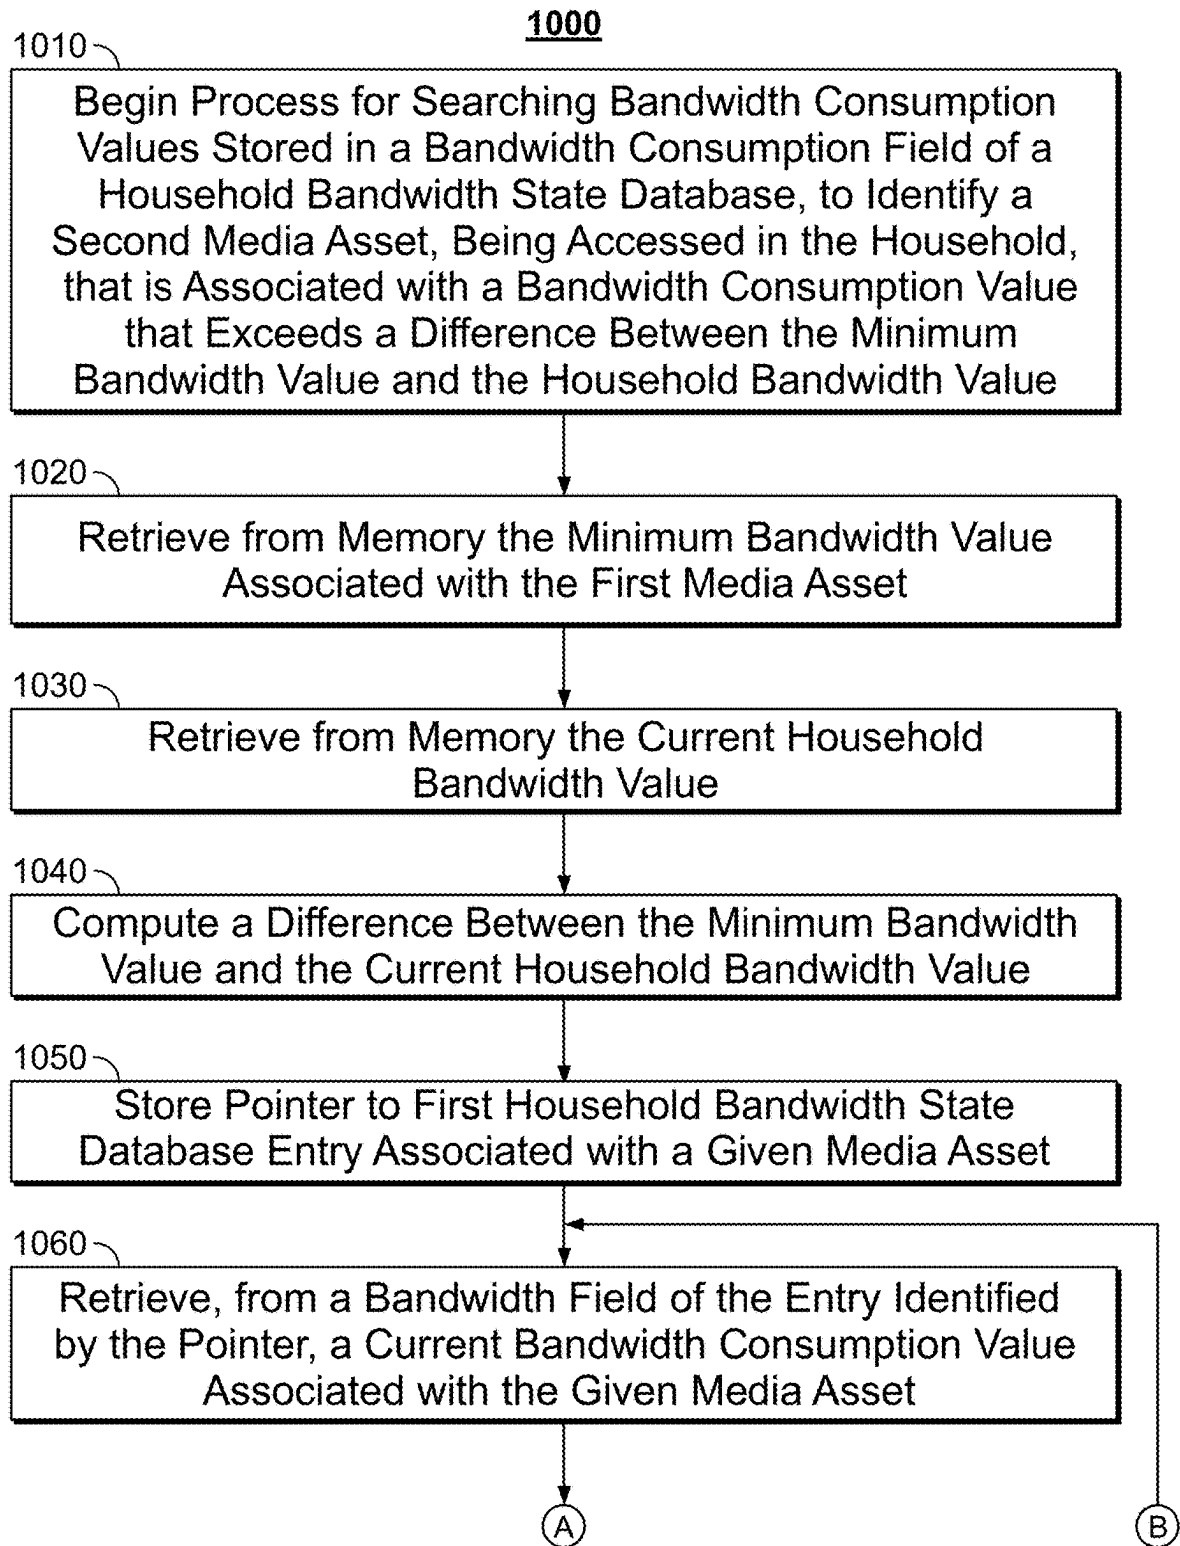 1000
1010
Begin Process for Searching Bandwidth Consumption
Values Stored in a Bandwidth Consumption Field of a
Household Bandwidth State Database, to Identify a
Second Media Asset, Being Accessed in the Household,
that is Associated with a Bandwidth Consumption Value
that Exceeds a Difference Between the Minimum
Bandwidth Value and the Household Bandwidth Value
1020
Retrieve from Memory the Minimum Bandwidth Value
Associated with the First Media Asset
1030
Retrieve from Memory the Current Household
Bandwidth Value
1040
Compute a Difference Between the Minimum Bandwidth
Value and the Current Household Bandwidth Value
1050
Store Pointer to First Household Bandwidth State
Database Entry Associated with a Given Media Asset
1060
Retrieve, from a Bandwidth Field of the Entry Identified
by the Pointer, a Current Bandwidth Consumption Value
Associated with the Given Media Asset
A
B